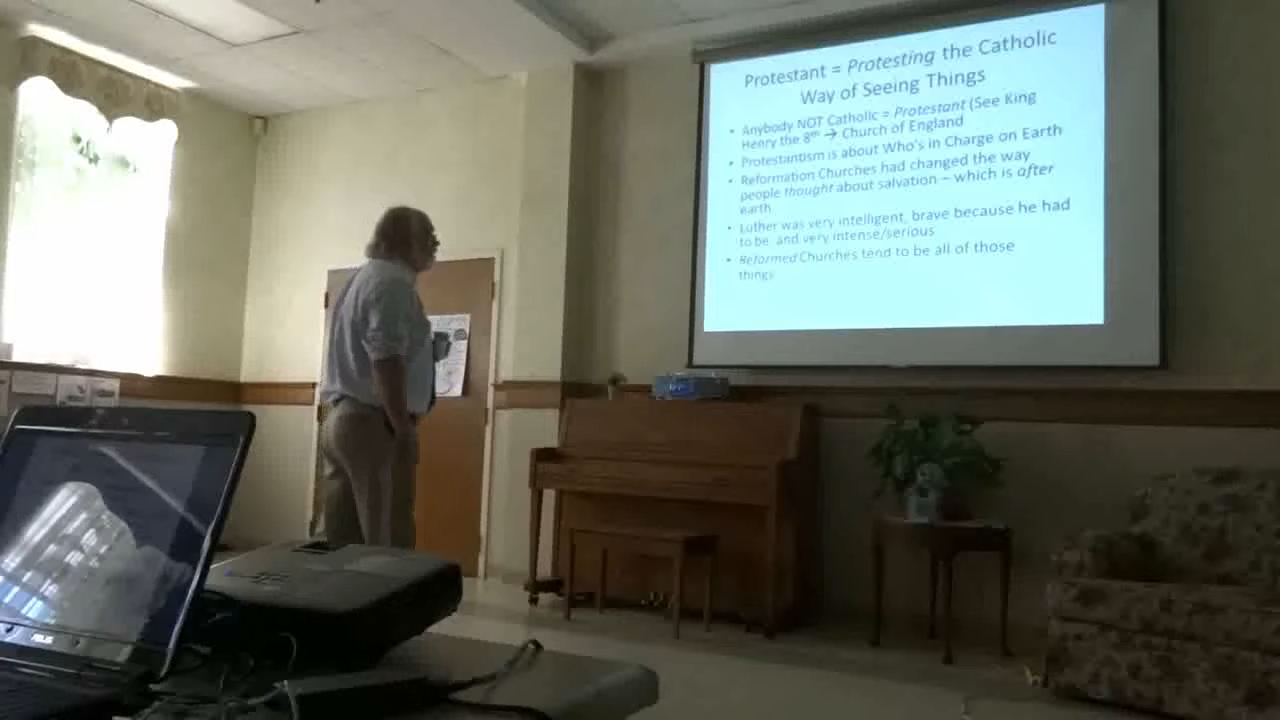 Protestant = Protesting the Catholic
Way of Seeing Things
• Anybody NOT Catholic = Protestant (See King
Henry the 8th → Church of England
• Protestantism is about Who's in Charge on Earth
• Reformation Churches had changed the way
people thought about salvation – which is after
earth
• Luther was very intelligent, brave because he had
to be, and very intense/serious
• Reformed Churches tend to be all of those
things
ASUS